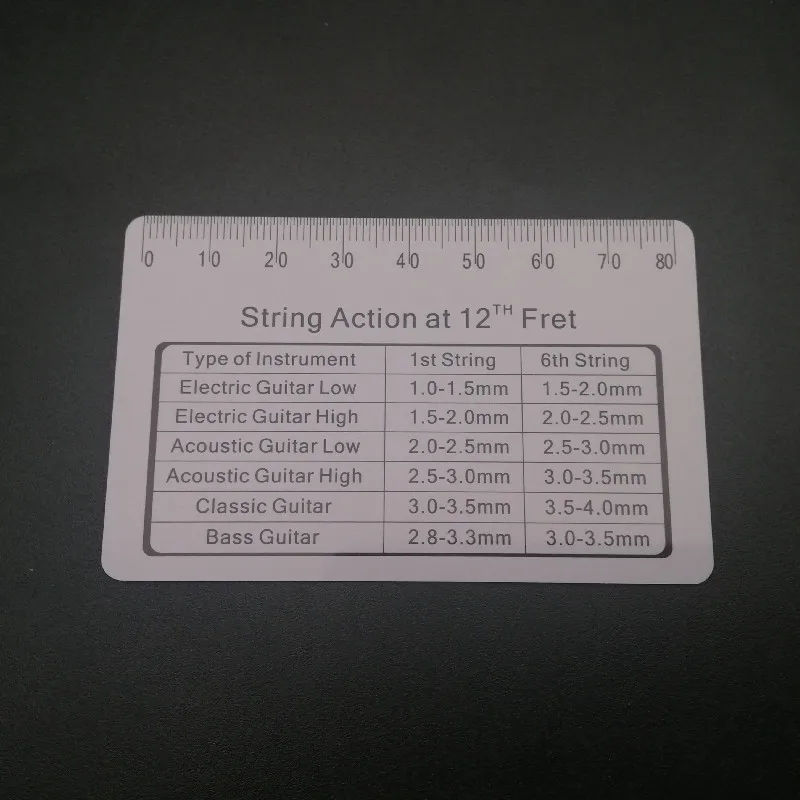 0 10 20 30 40 50 60 70 80
String Action at 12TH Fret
Type of Instrument 1st String 6th String
Electric Guitar Low 1.0-1.5mm 1.5-2.0mm
Electric Guitar High 1.5-2.0mm 2.0-2.5mm
Acoustic Guitar Low 2.0-2.5mm 2.5-3.0mm
Acoustic Guitar High 2.5-3.0mm 3.0-3.5mm
Classic Guitar 3.0-3.5mm 3.5-4.0mm
Bass Guitar 2.8-3.3mm 3.0-3.5mm